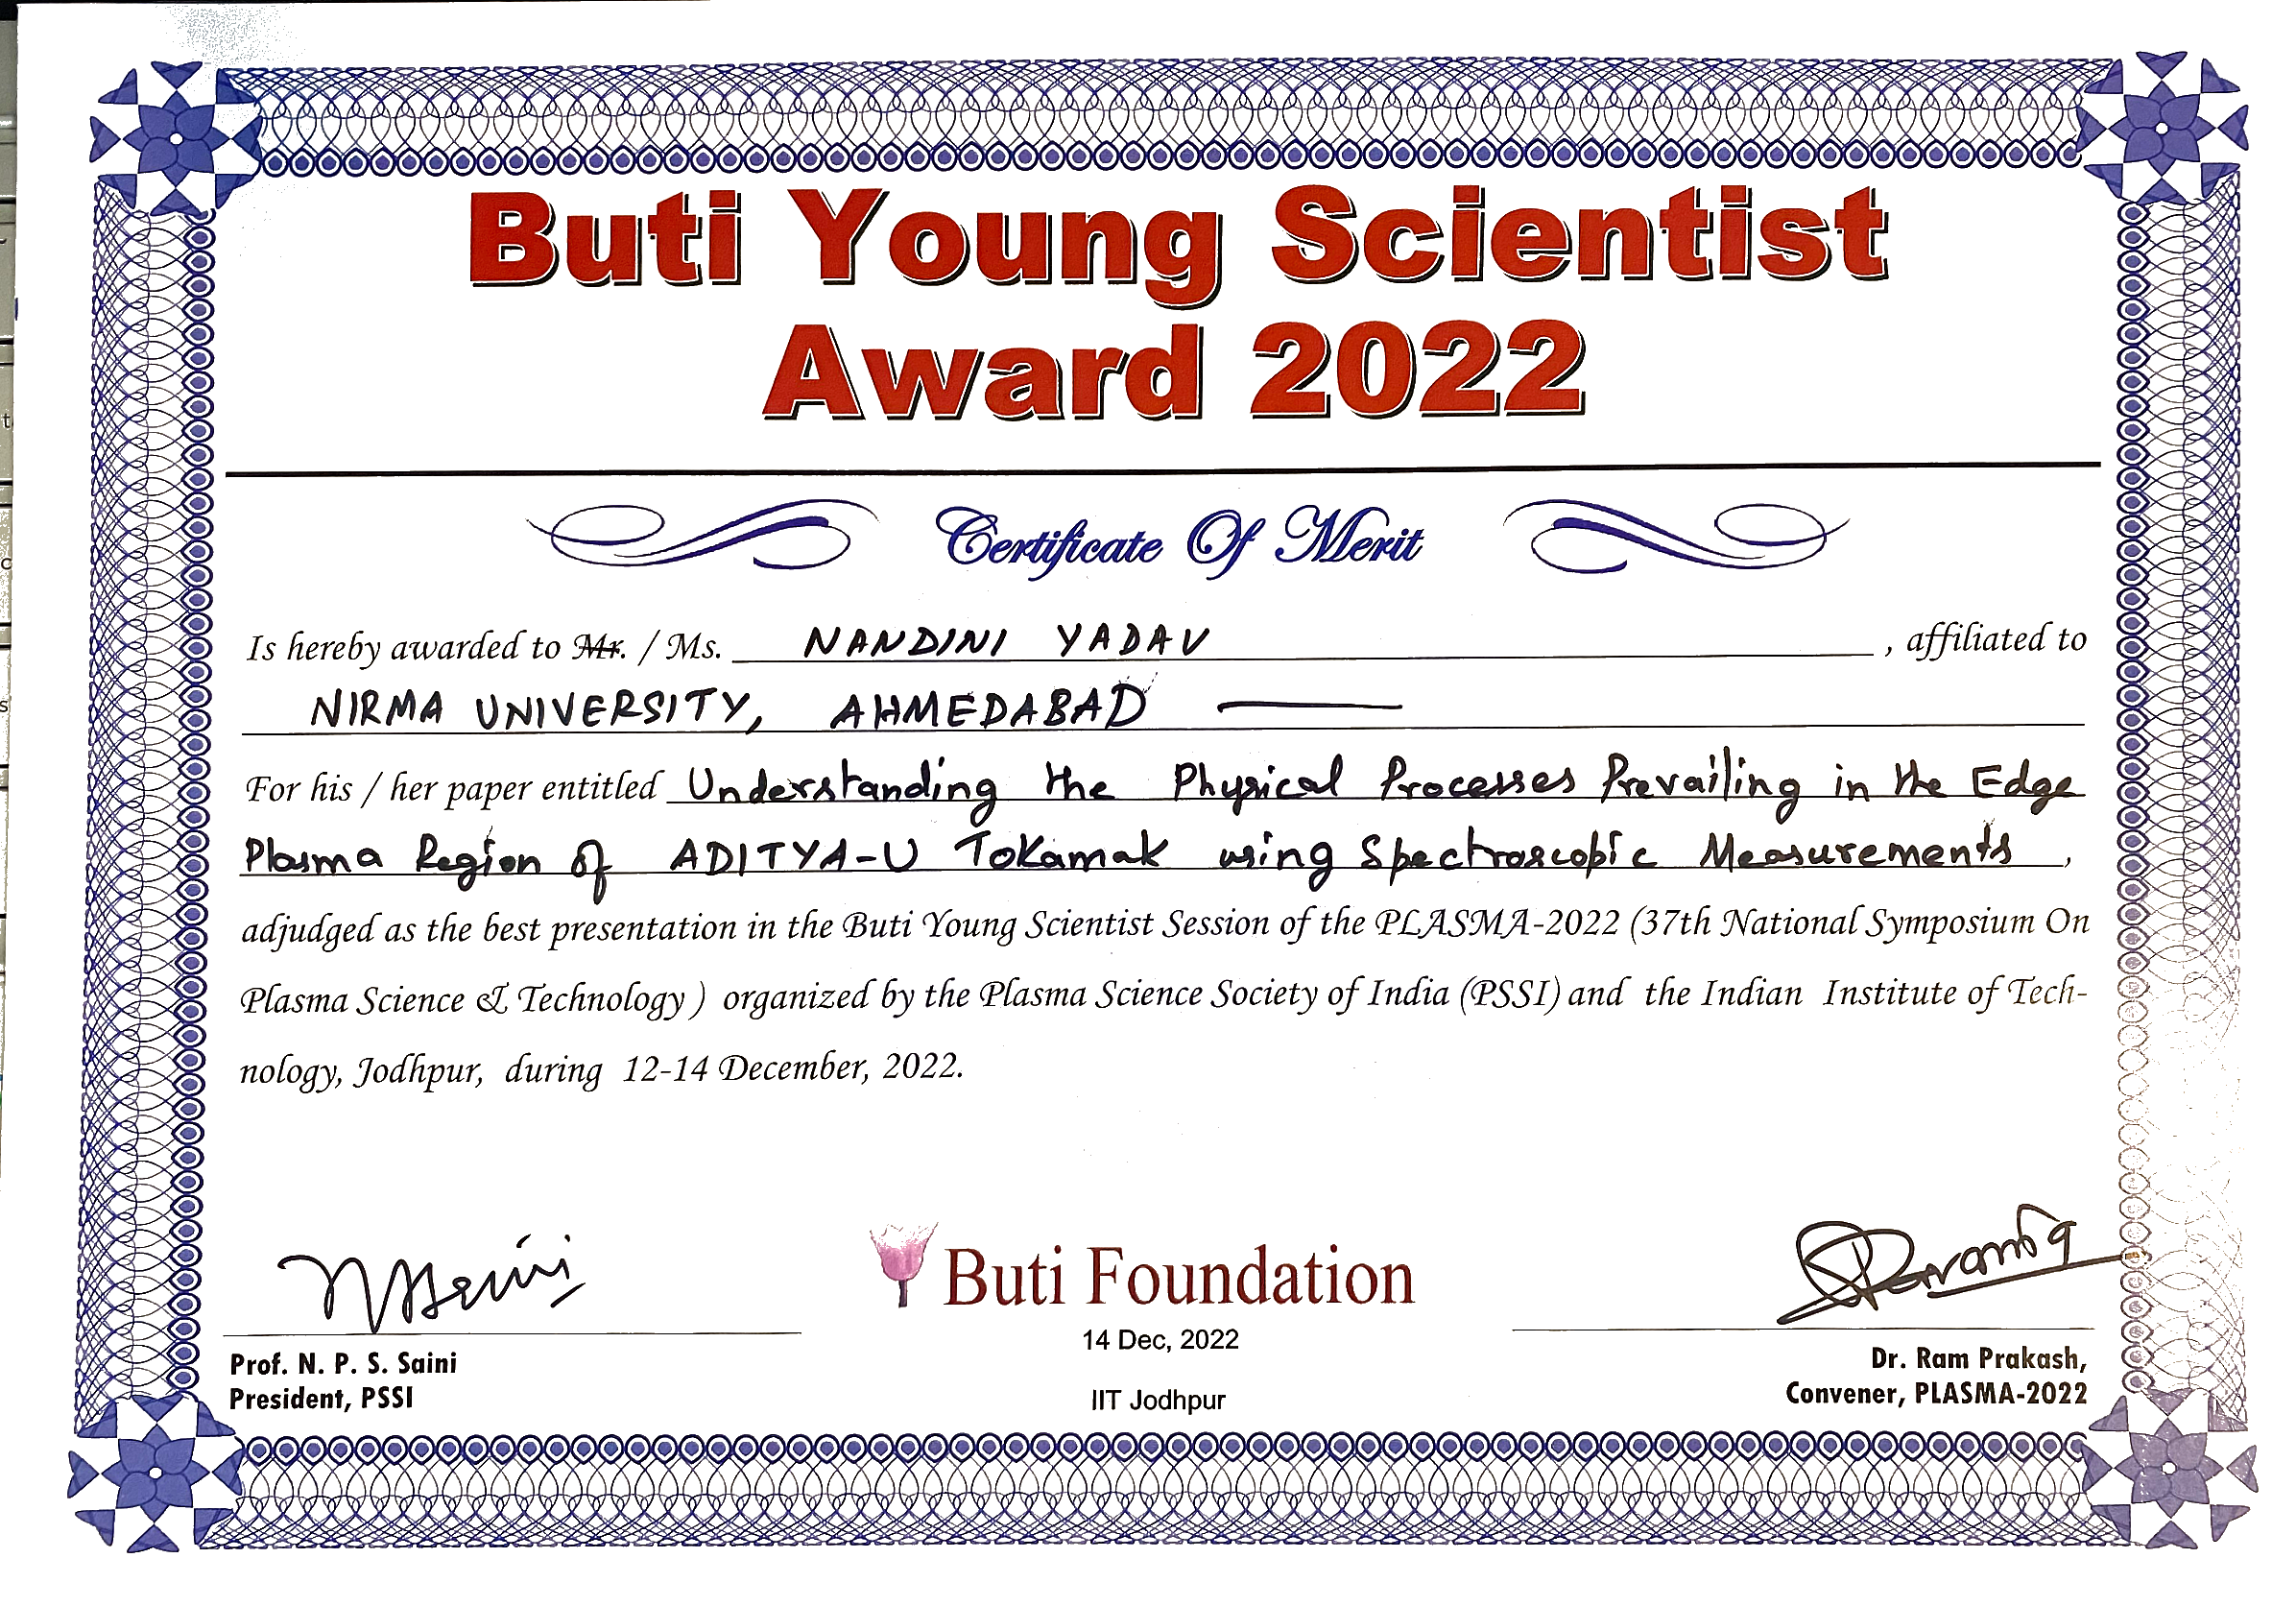 Buti Young Scientist
Award 2022
Certificate Of Merit
Is hereby awarded to Mr. / Ms. NANDINI YADAV , affiliated to
NIRMA UNIVERSITY, AHMEDABAD
For his / her paper entitled Understanding the Physical Processes Prevailing in the Edge
Plasma Region of ADITYA-U Tokamak using Spectroscopic Measurements ,
adjudged as the best presentation in the Buti Young Scientist Session of the PLASMA-2022 (37th National Symposium On
Plasma Science & Technology ) organized by the Plasma Science Society of India (PSSI) and the Indian Institute of Tech-
nology, Jodhpur, during 12-14 December, 2022.
Buti Foundation
14 Dec, 2022
IIT Jodhpur
Prof. N. P. S. Saini
President, PSSI
Dr. Ram Prakash,
Convener, PLASMA-2022